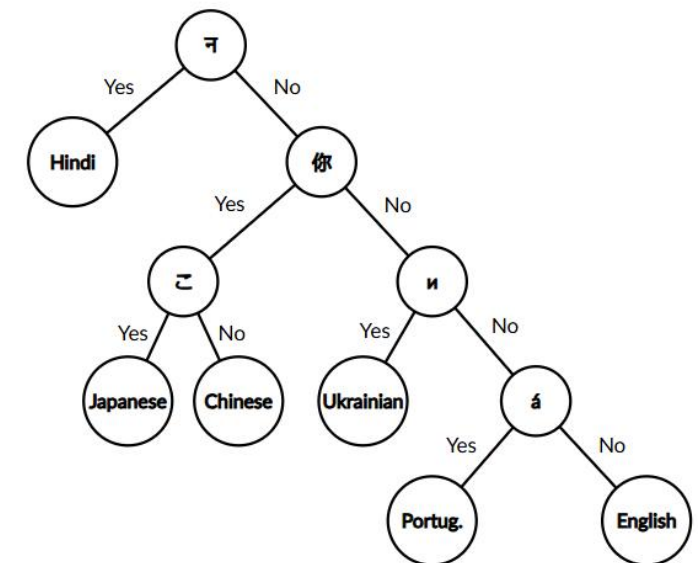 न
Yes No
Hindi
你
Yes No
こ
и
Yes No
Yes No
Japanese Chinese Ukrainian
á
Yes No
Portug. English